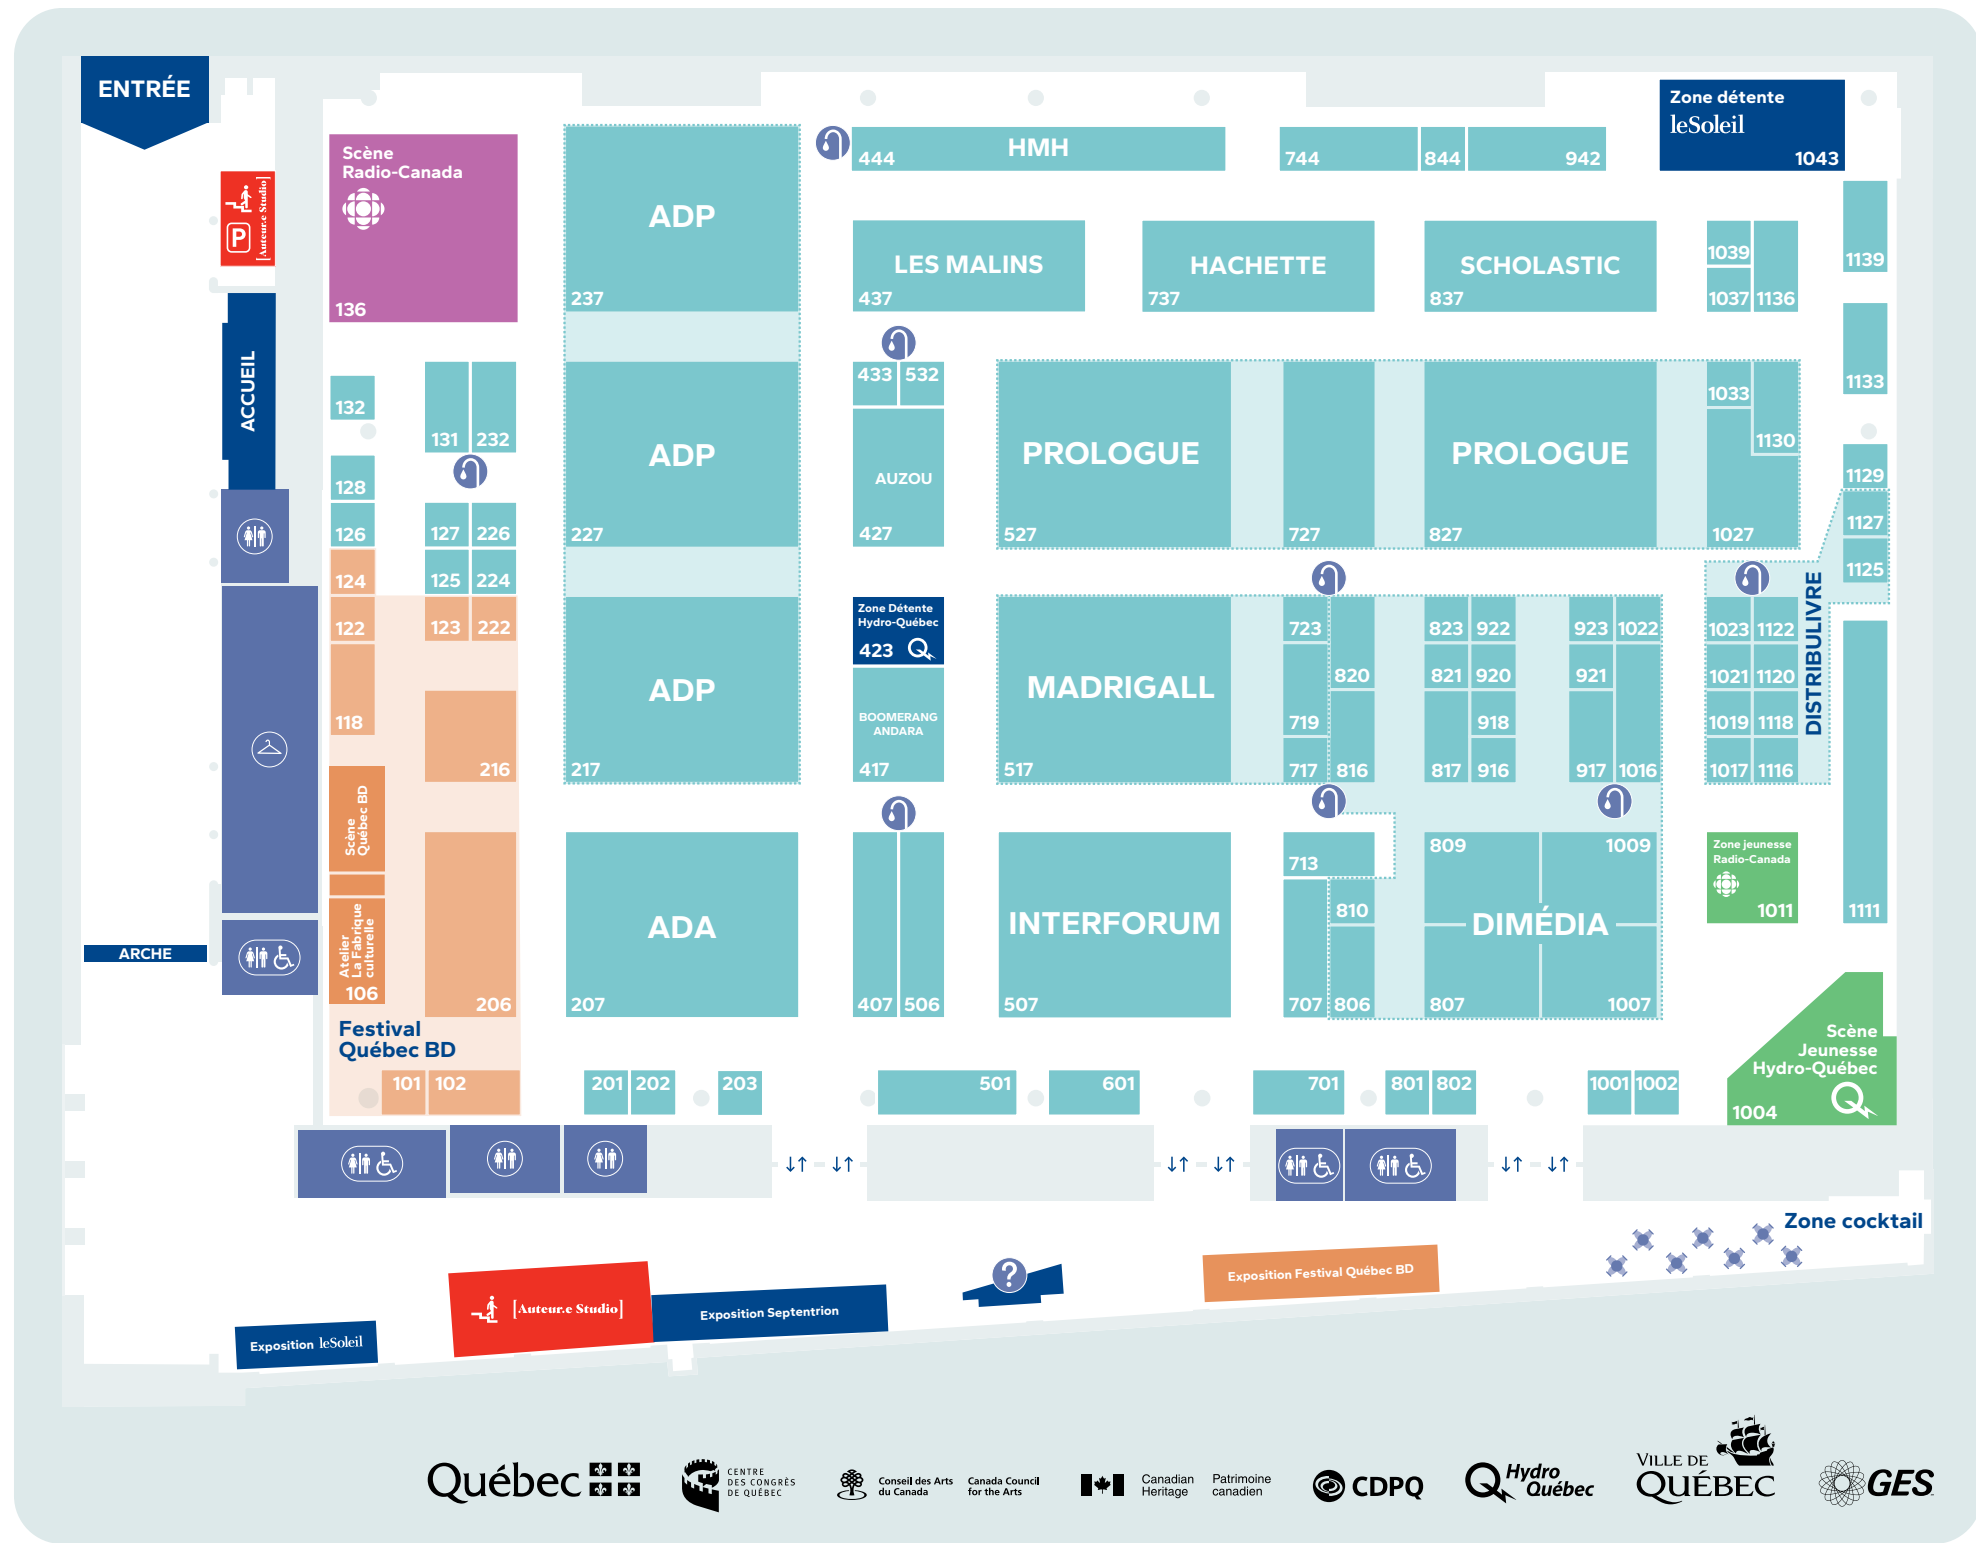 ENTRÉE
P
[Auteur.e Studio]
ACCUEIL
ARCHE
Scène
Radio-Canada
136
ADP
237
HMH
444
744
844
942
Zone détente
leSoleil
1043
LES MALINS
437
HACHETTE
737
SCHOLASTIC
837
1039
1037
1136
1139
132
131
232
ADP
227
433
532
AUZOU
427
PROLOGUE
527
727
PROLOGUE
827
1033
1130
1027
1133
1129
1127
1125
128
126
127
226
124
125
224
122
123
222
118
216
ADP
217
Zone Détente
Hydro-Québec
423
BOOMERANG
ANDARA
417
MADRIGALL
517
723
719
717
820
816
823
922
821
920
918
817
916
923
1022
921
917
1016
1023
1122
1021
1120
1019
1118
1017
1116
DISTRIBULIVRE
1111
Scène
Québec BD
Atelier
La Fabrique
culturelle
106
206
Festival
Québec BD
101
102
ADA
207
407
506
INTERFORUM
507
713
810
707
806
809
1009
DIMÉDIA
807
1007
Zone jeunesse
Radio-Canada
1011
Scène
Jeunesse
Hydro-Québec
1004
201
202
203
501
601
701
801
802
1001
1002
Zone cocktail
Exposition leSoleil
[Auteur.e Studio]
Exposition Septentrion
?
Exposition Festival Québec BD
Québec
CENTRE
DES CONGRÈS
DE QUÉBEC
Conseil des Arts
du Canada
Canada Council
for the Arts
Canadian
Heritage
Patrimoine
canadien
CDPQ
Hydro
Québec
VILLE DE
QUÉBEC
GES